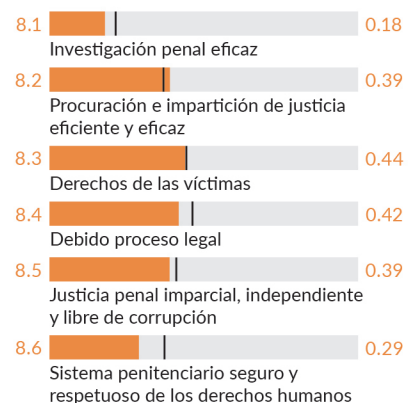 8.1 0.18
Investigación penal eficaz
8.2 0.39
Procuración e impartición de justicia
eficiente y eficaz
8.3 0.44
Derechos de las víctimas
8.4 0.42
Debido proceso legal
8.5 0.39
Justicia penal imparcial, independiente
y libre de corrupción
8.6 0.29
Sistema penitenciario seguro y
respetuoso de los derechos humanos